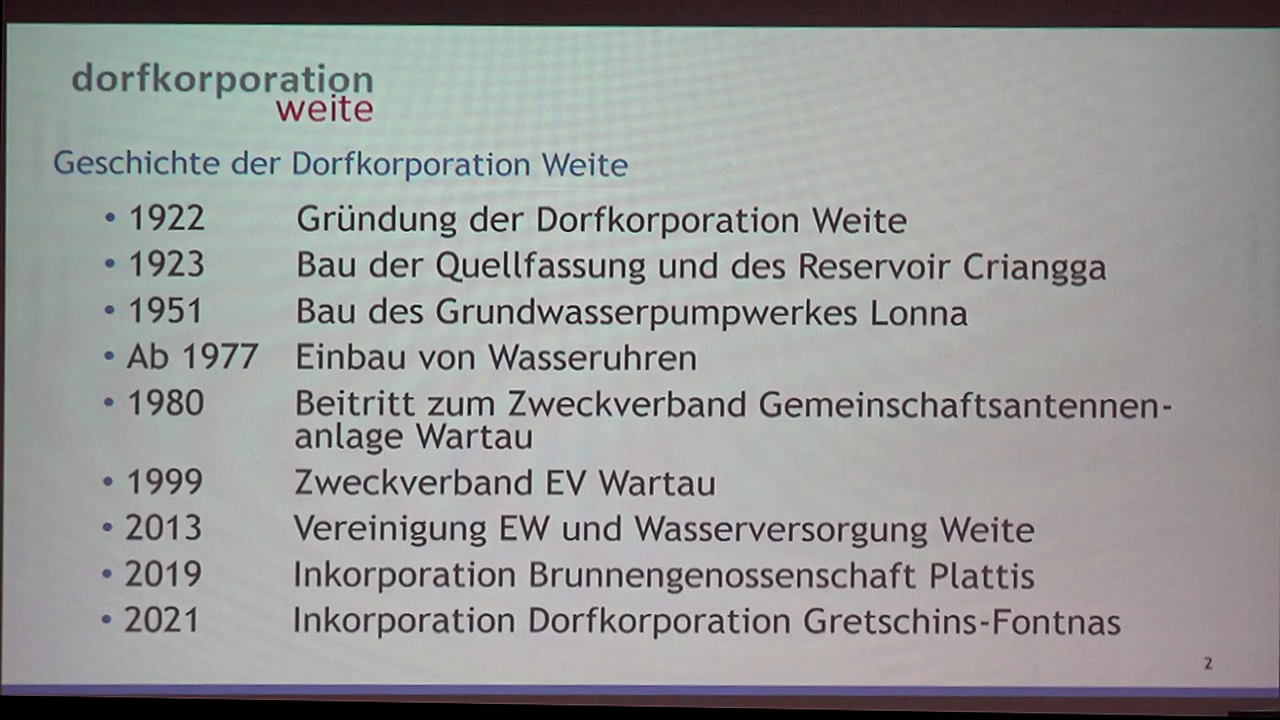 dorfkorporation
weite
Geschichte der Dorfkorporation Weite
• 1922 Gründung der Dorfkorporation Weite
• 1923 Bau der Quellfassung und des Reservoir Criangga
• 1951 Bau des Grundwasserpumpwerkes Lonna
• Ab 1977 Einbau von Wasseruhren
• 1980 Beitritt zum Zweckverband Gemeinschaftsantennen-
anlage Wartau
• 1999 Zweckverband EV Wartau
• 2013 Vereinigung EW und Wasserversorgung Weite
• 2019 Inkorporation Brunnengenossenschaft Plattis
• 2021 Inkorporation Dorfkorporation Gretschins-Fontnas
2